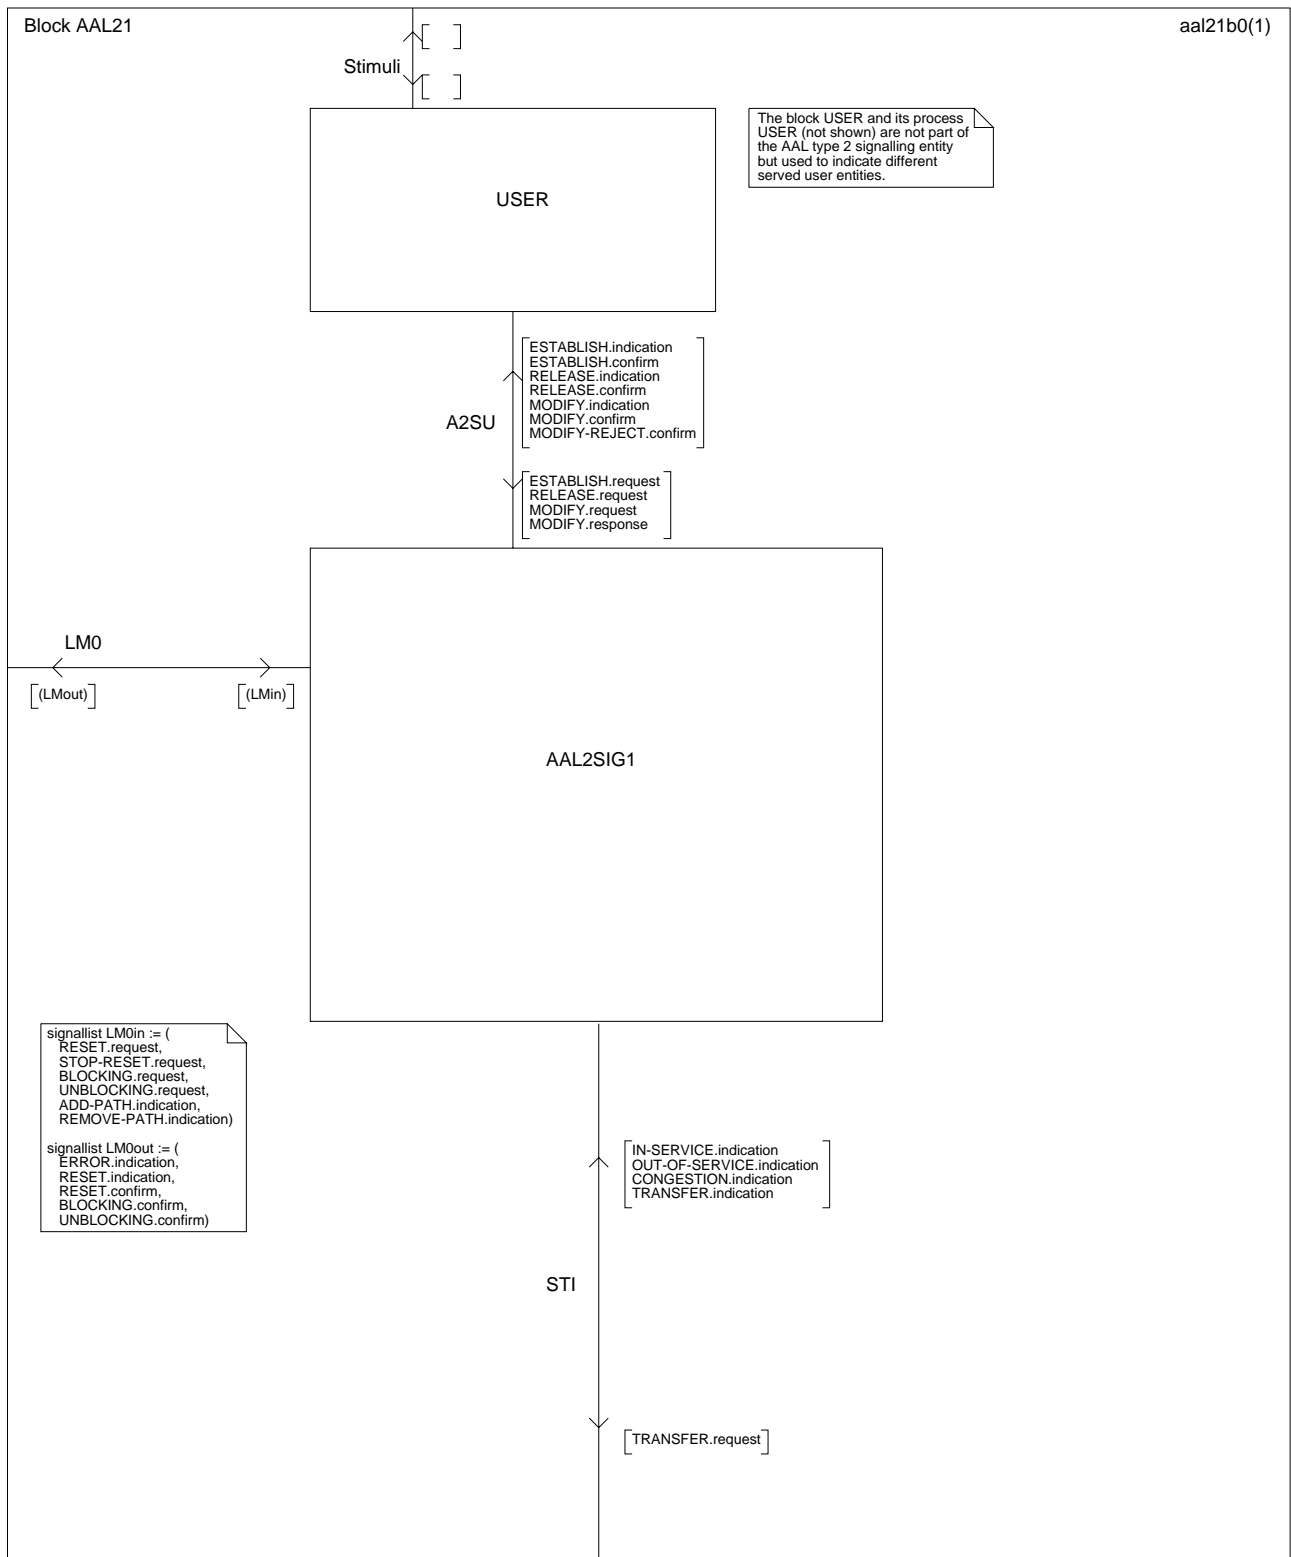 Block AAL21
aal21b0(1)
Stimuli
The block USER and its process
USER (not shown) are not part of
the AAL type 2 signalling entity
but used to indicate different
served user entities.
USER
ESTABLISH.indication
ESTABLISH.confirm
RELEASE.indication
RELEASE.confirm
MODIFY.indication
MODIFY.confirm
MODIFY-REJECT.confirm
A2SU
ESTABLISH.request
RELEASE.request
MODIFY.request
MODIFY.response
LM0
(LMout)
(LMin)
AAL2SIG1
signallist LM0in := (
RESET.request,
STOP-RESET.request,
BLOCKING.request,
UNBLOCKING.request,
ADD-PATH.indication,
REMOVE-PATH.indication)
signallist LM0out := (
ERROR.indication,
RESET.indication,
RESET.confirm,
BLOCKING.confirm,
UNBLOCKING.confirm)
IN-SERVICE.indication
OUT-OF-SERVICE.indication
CONGESTION.indication
TRANSFER.indication
STI
TRANSFER.request